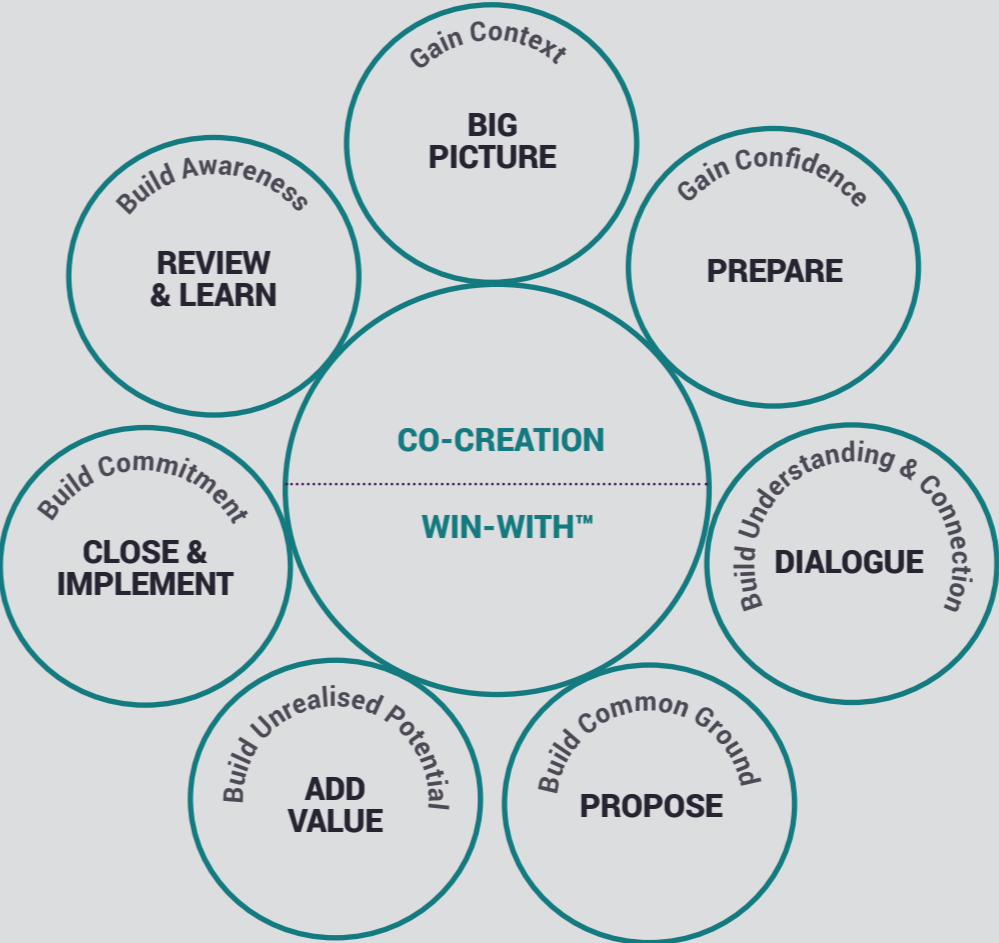 Gain Context
BIG
PICTURE
Gain Confidence
PREPARE
Build Understanding & Connection
DIALOGUE
Build Common Ground
PROPOSE
Build Unrealised Potential
ADD
VALUE
Build Commitment
CLOSE &
IMPLEMENT
Build Awareness
REVIEW
& LEARN
CO-CREATION
WIN-WITH™